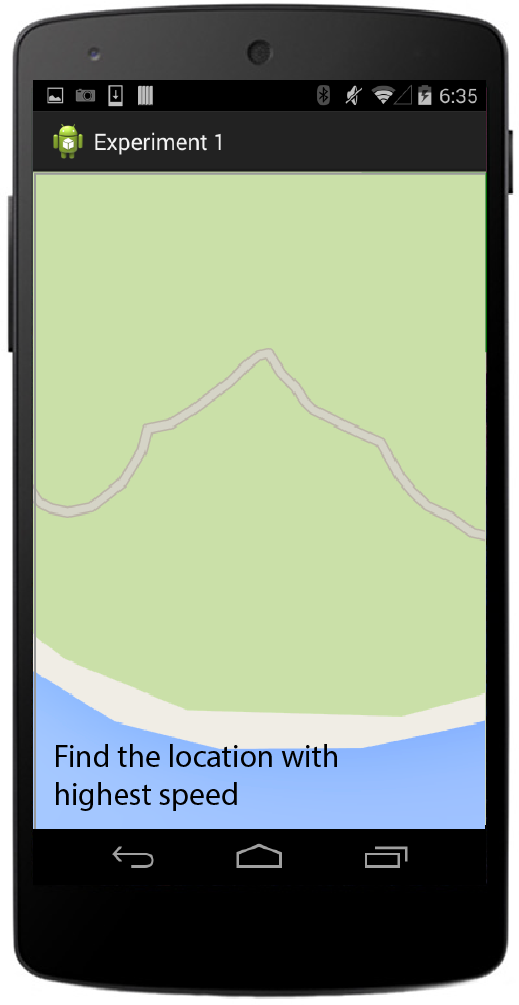 6:35
Experiment 1
Find the location with
highest speed